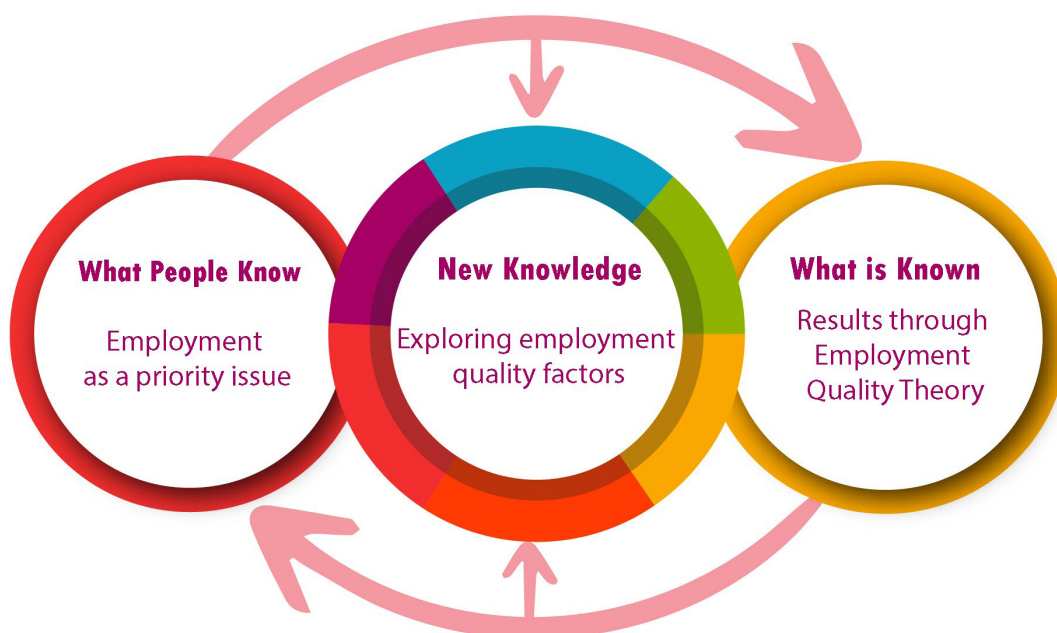 What People Know
Employment
as a priority issue
New Knowledge
Exploring employment
quality factors
What is Known
Results through
Employment
Quality Theory